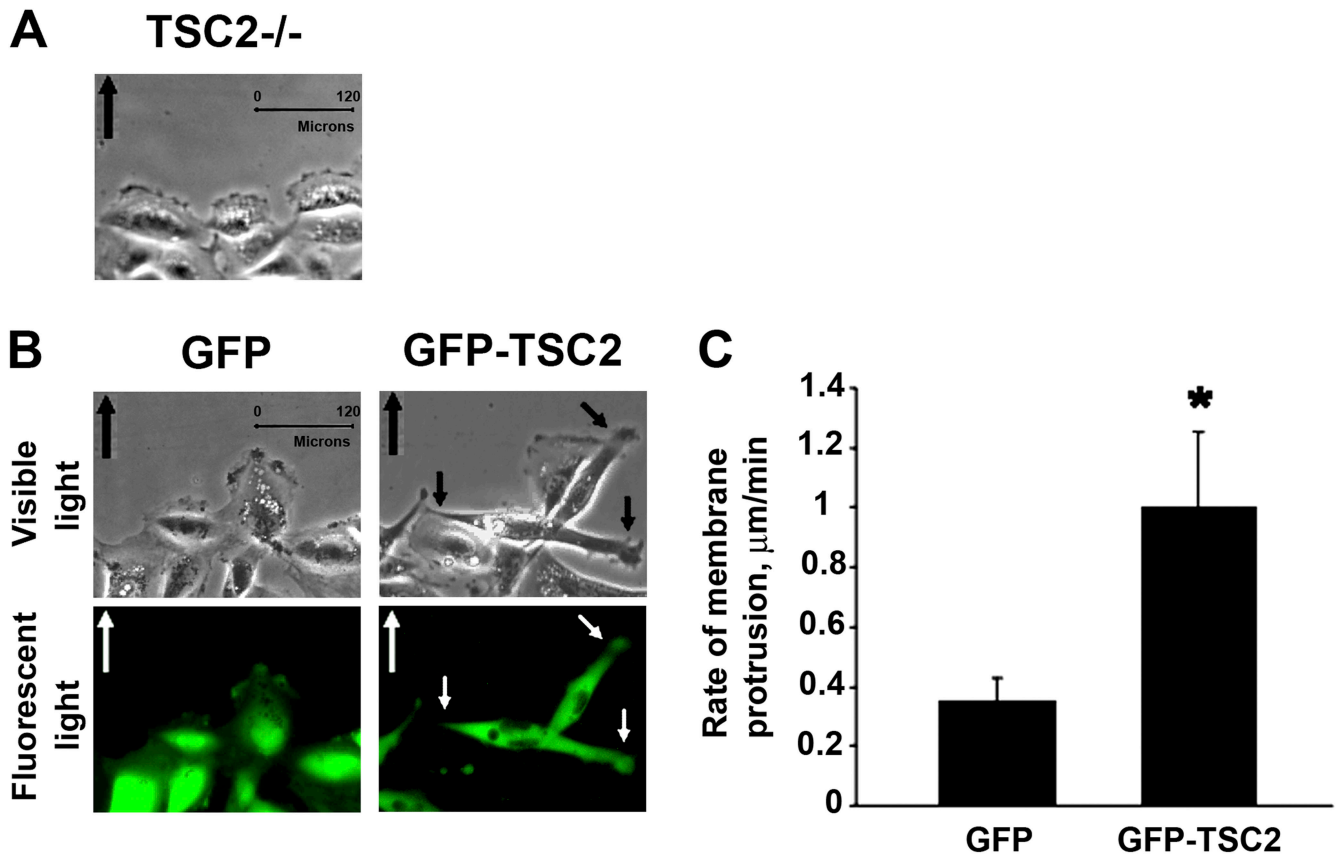 A
TSC2-/-
0 120
Microns
B
GFP
GFP-TSC2
Visible
light
0 120
Microns
Fluorescent
light
C
Rate of membrane
protrusion, μm/min
1.4
1.2
1
0.8
0.6
0.4
0.2
0
*
GFP
GFP-TSC2